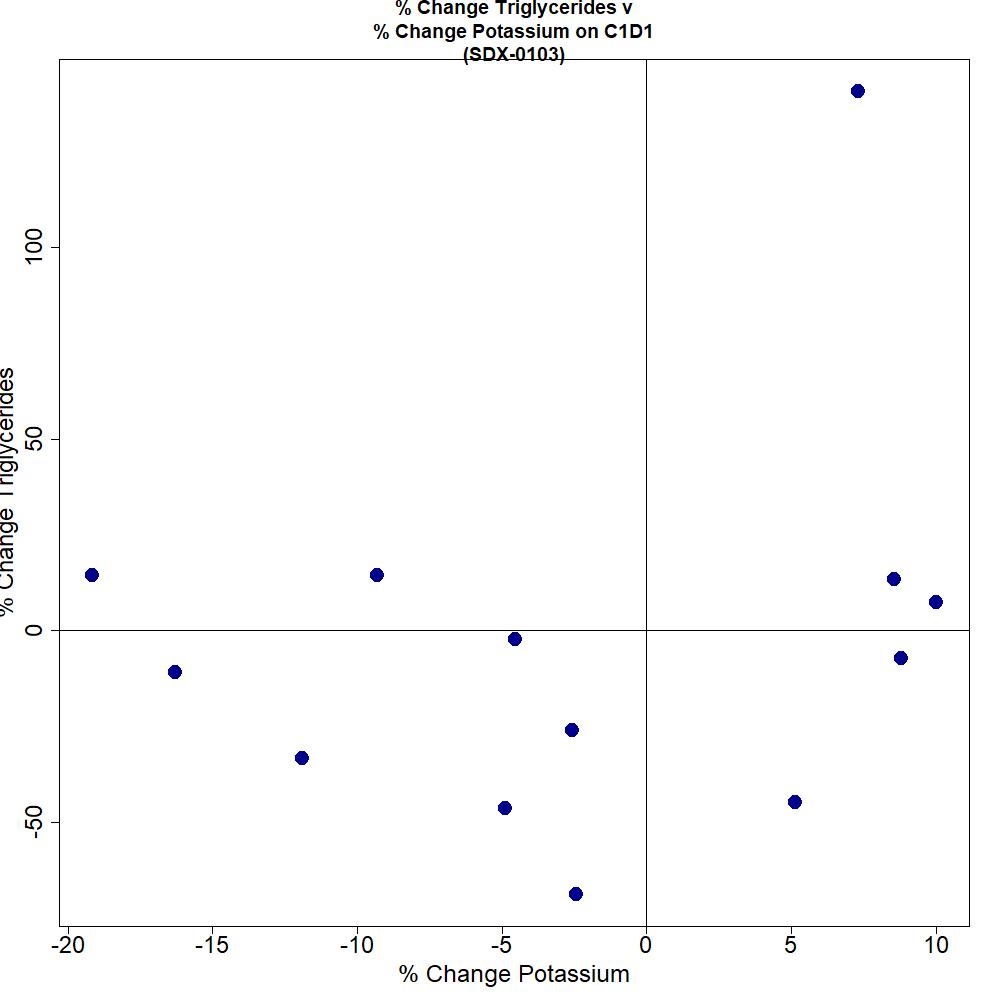 % Change Triglycerides v
% Change Potassium on C1D1
(SDX-0103)
% Change Triglycerides
100
50
0
-50
-20 -15 -10 -5 0 5 10
% Change Potassium